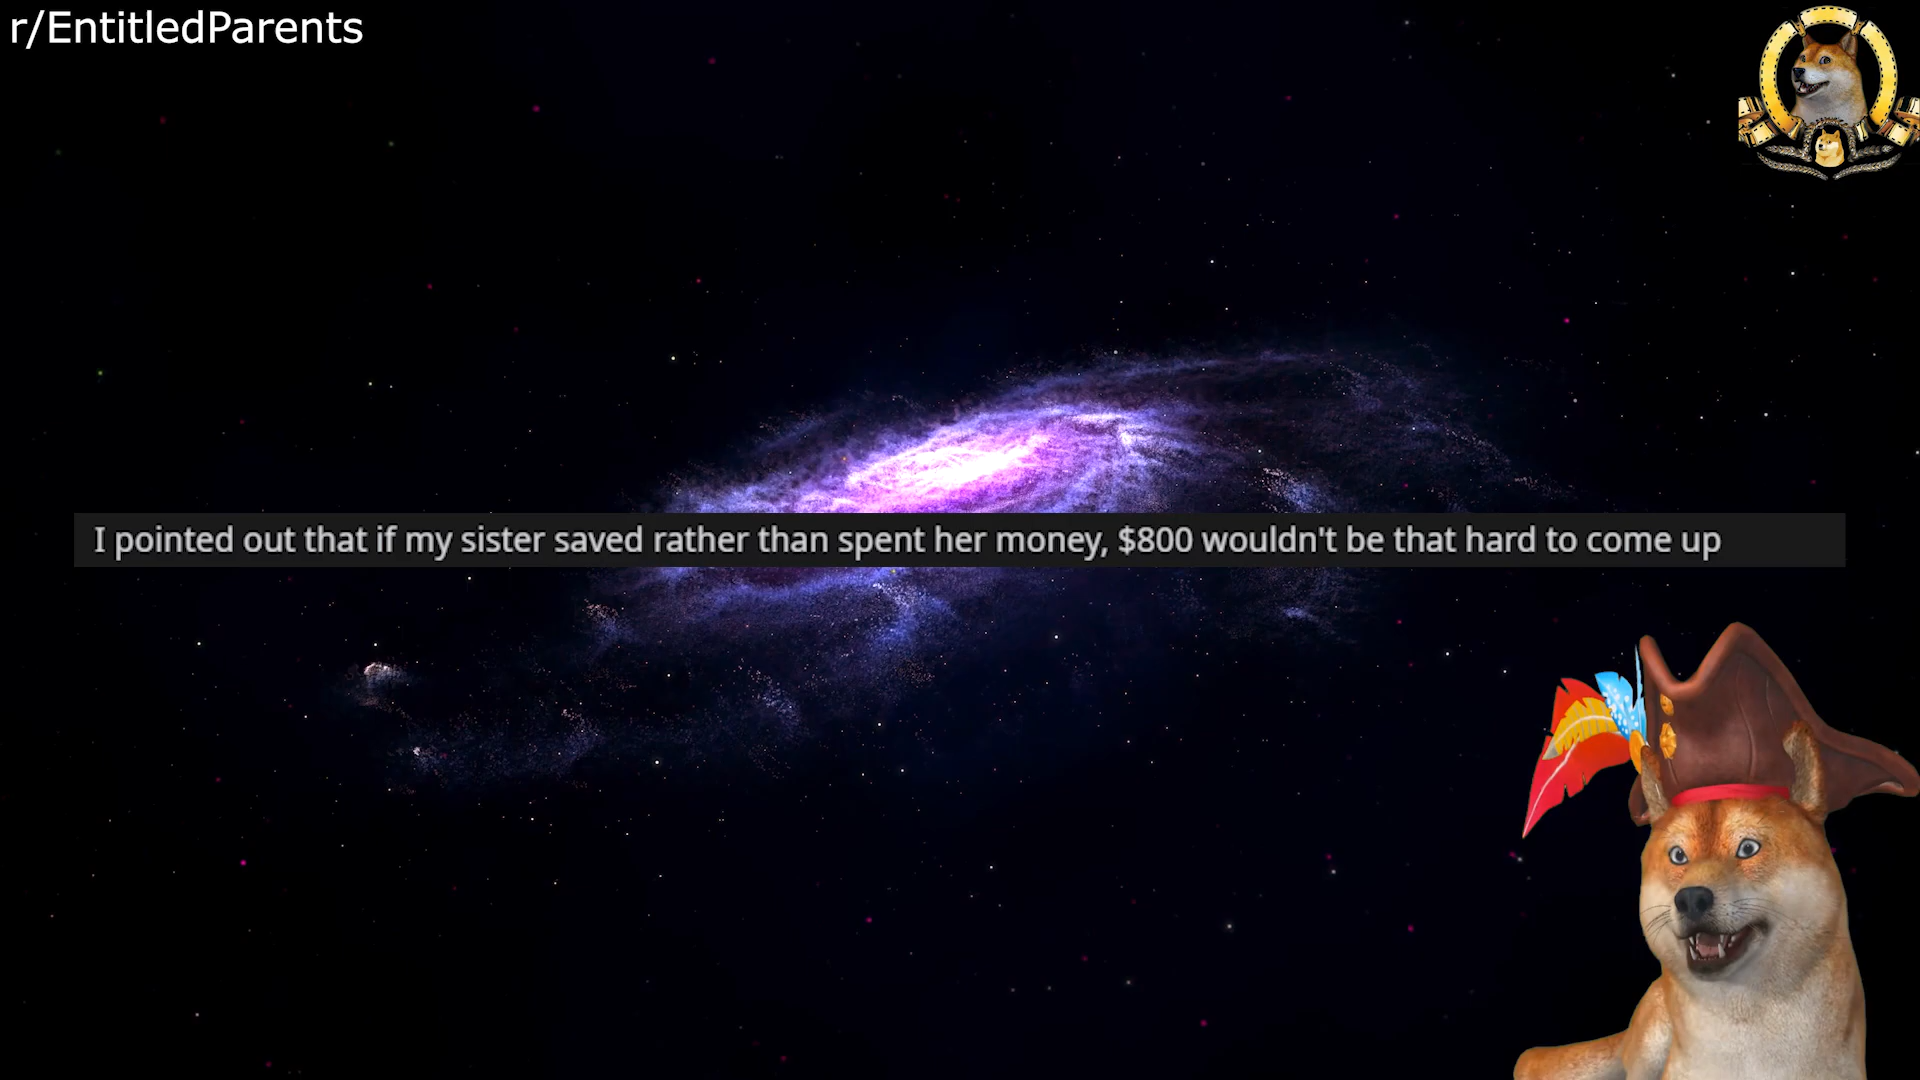 r/EntitledParents
I pointed out that if my sister saved rather than spent her money, $800 wouldn't be that hard to come up